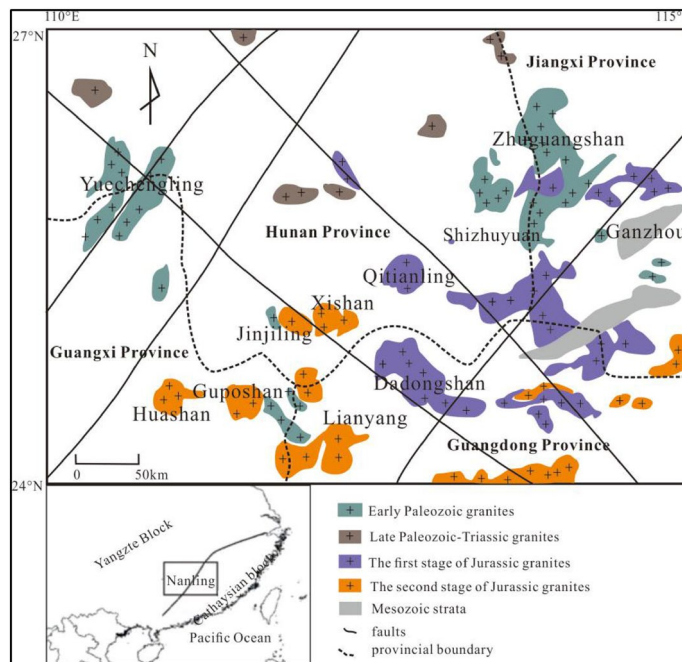 110°E
115°
27°N
N
Jiangxi Province
Zhuguangshan
Yuechengling
Hunan Province
Shizhuyuan
Ganzhou
Qitianling
Xishan
Jinjiling
Guangxi Province
Guposhan
Dadongshan
Huashan
Lianyang
Guangdong Province
0 50km
24°N
Yangzte Block
Nanling
Cathaysian block
Pacific Ocean
Early Paleozoic granites
Late Paleozoic-Triassic granites
The first stage of Jurassic granites
The second stage of Jurassic granites
Mesozoic strata
faults
provincial boundary